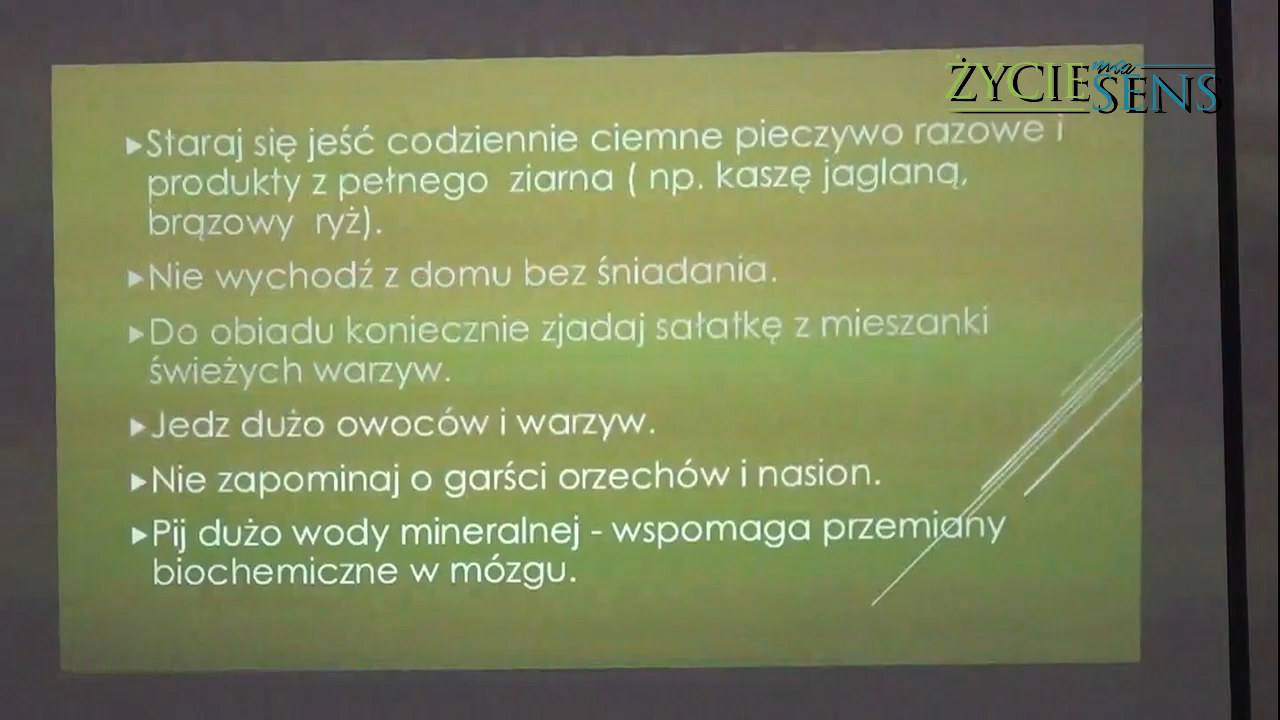 ŻYCIE ma SENS
▸Staraj się jeść codziennie ciemne pieczywo razowe i
produkty z pełnego ziarna ( np. kaszę jaglaną,
brązowy ryż).
▸Nie wychodź z domu bez śniadania.
▸Do obiadu koniecznie zjadaj sałatkę z mieszanki
świeżych warzyw.
▸Jedz dużo owoców i warzyw.
▸Nie zapominaj o garści orzechów i nasion.
▸Pij dużo wody mineralnej - wspomaga przemiany
biochemiczne w mózgu.